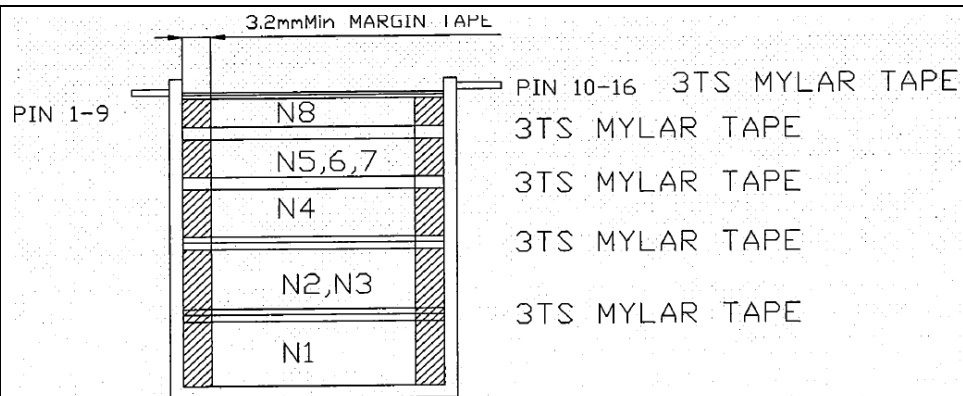 3.2mmMin MARGIN TAPE
PIN 10-16 3TS MYLAR TAPE
PIN 1-9
N8
3TS MYLAR TAPE
N5,6,7
3TS MYLAR TAPE
N4
3TS MYLAR TAPE
N2,N3
3TS MYLAR TAPE
N1